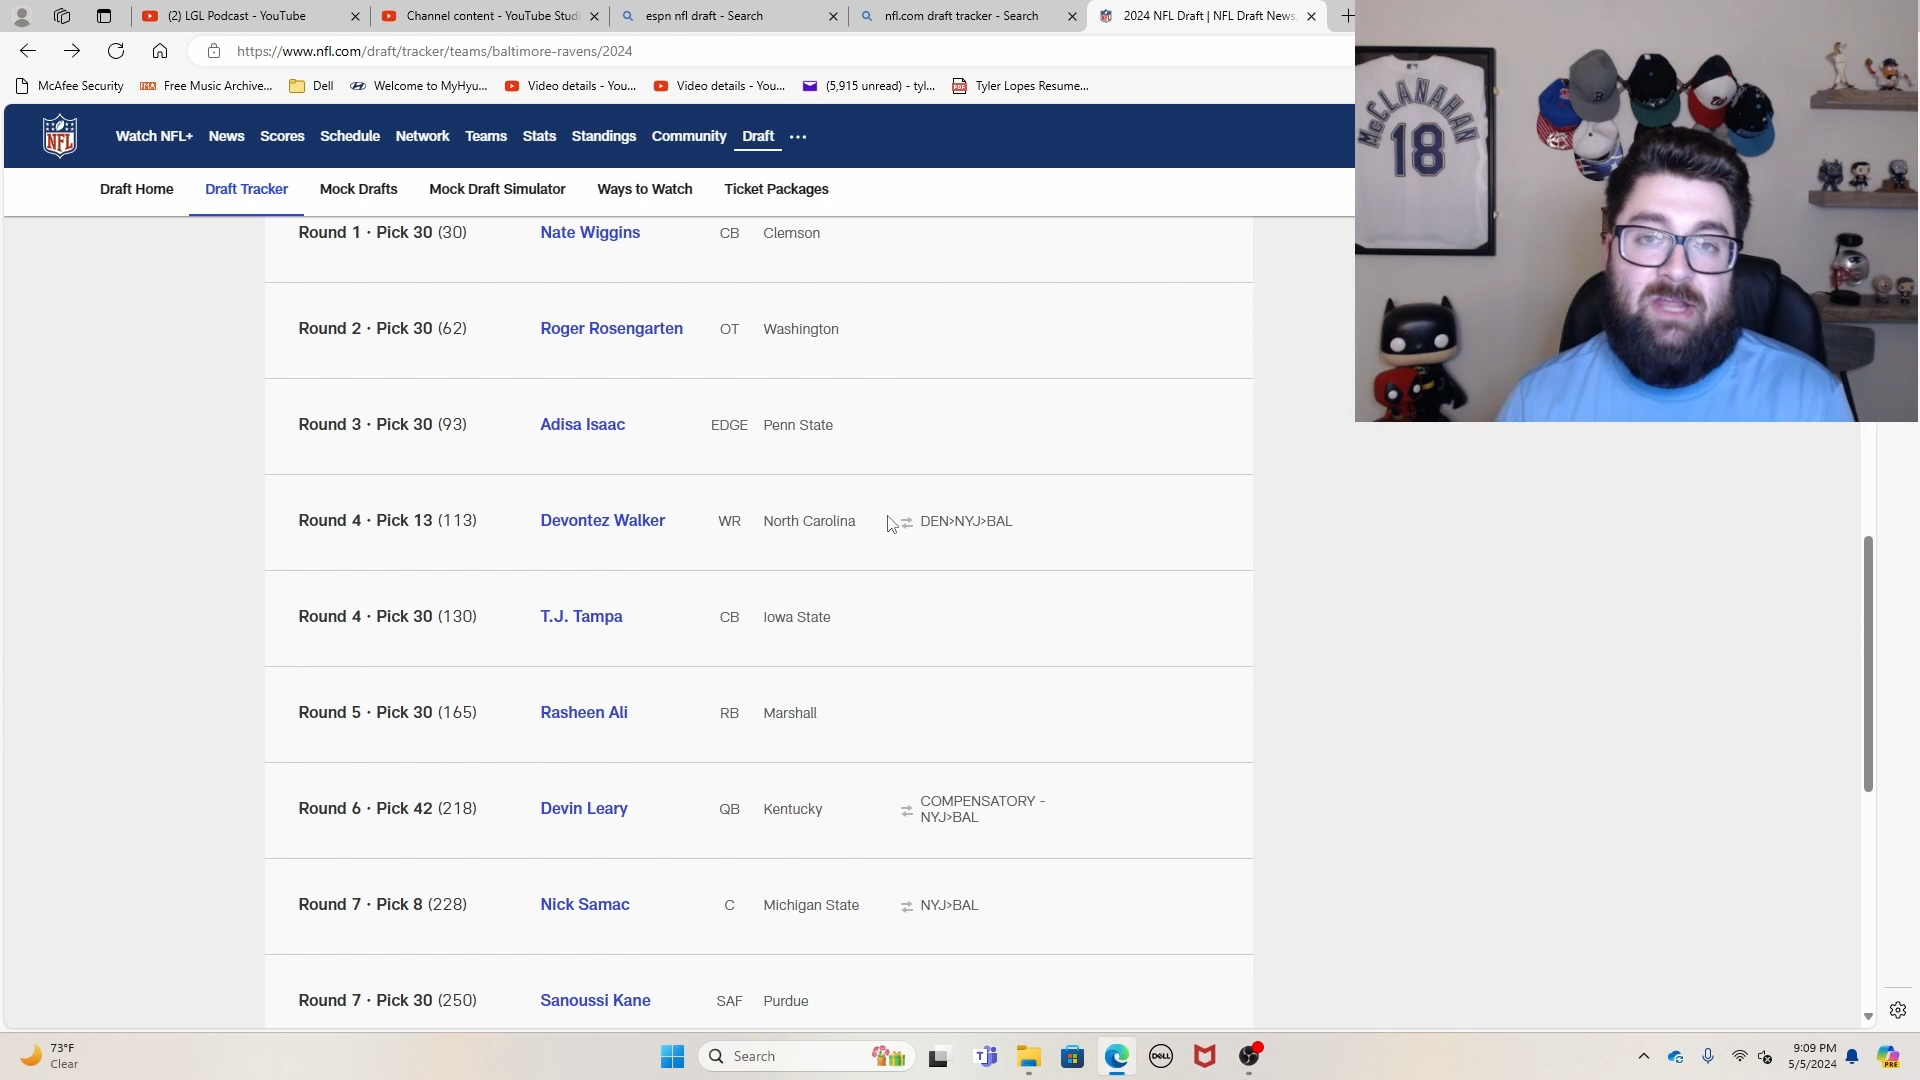 (2) LGL Podcast - YouTube
Channel content - YouTube Studi
espn nfl draft - Search
nfl.com draft tracker - Search
2024 NFL Draft | NFL Draft News,
https://www.nfl.com/draft/tracker/teams/baltimore-ravens/2024
McAfee Security
Free Music Archive...
Dell
Welcome to MyHyu...
Video details - You...
Video details - You...
(5,915 unread) - tyl...
Tyler Lopes Resume...
NFL
Watch NFL+
News
Scores
Schedule
Network
Teams
Stats
Standings
Community
Draft
Draft Home
Draft Tracker
Mock Drafts
Mock Draft Simulator
Ways to Watch
Ticket Packages
Round 1 · Pick 30 (30) Nate Wiggins CB Clemson
Round 2 · Pick 30 (62) Roger Rosengarten OT Washington
Round 3 · Pick 30 (93) Adisa Isaac EDGE Penn State
Round 4 · Pick 13 (113) Devontez Walker WR North Carolina DEN>NYJ>BAL
Round 4 · Pick 30 (130) T.J. Tampa CB Iowa State
Round 5 · Pick 30 (165) Rasheen Ali RB Marshall
Round 6 · Pick 42 (218) Devin Leary QB Kentucky COMPENSATORY -
NYJ>BAL
Round 7 · Pick 8 (228) Nick Samac C Michigan State NYJ>BAL
Round 7 · Pick 30 (250) Sanoussi Kane SAF Purdue
McCLANAHAN
18
73°F
Clear
Search
DELL
PRE
9:09 PM
5/5/2024